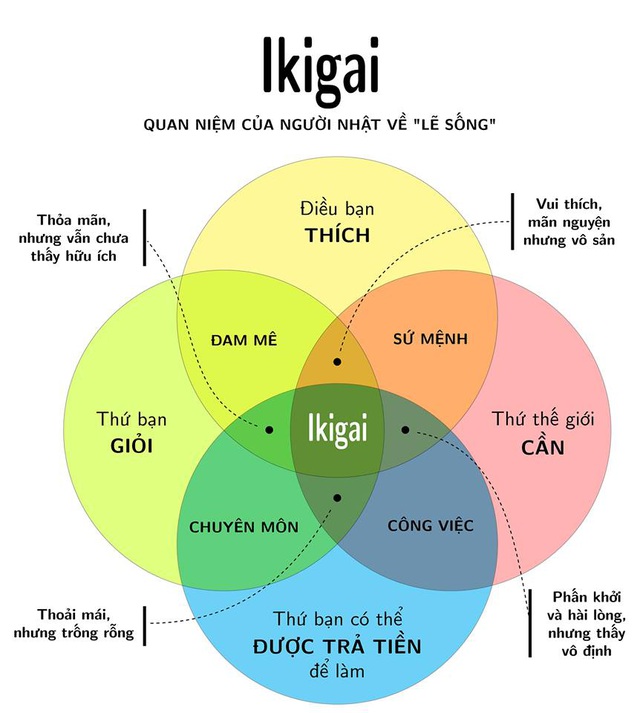 Ikigai
QUAN NIỆM CỦA NGƯỜI NHẬT VỀ "LẼ SỐNG"
Điều bạn
THÍCH
Thỏa mãn,
nhưng vẫn chưa
thấy hữu ích
Vui thích,
mãn nguyện
nhưng vô sản
ĐAM MÊ
SỨ MỆNH
Thứ bạn
GIỎI
Ikigai
Thứ thế giới
CẦN
CHUYÊN MÔN
CÔNG VIỆC
Thoải mái,
nhưng trống rỗng
Thứ bạn có thể
ĐƯỢC TRẢ TIỀN
để làm
Phấn khởi
và hài lòng,
nhưng thấy
vô định